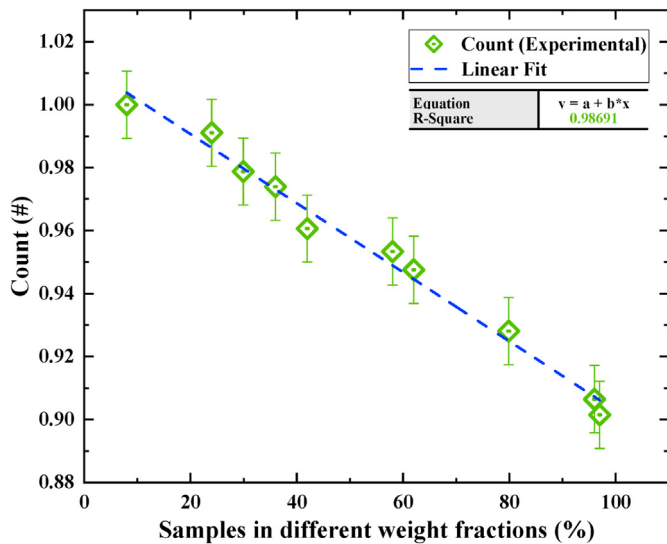 1.02
1.00
0.98
0.96
0.94
0.92
0.90
0.88
Count (#)
Count (Experimental)
Linear Fit
Equation v = a + b*x
R-Square 0.98691
0 20 40 60 80 100
Samples in different weight fractions (%)